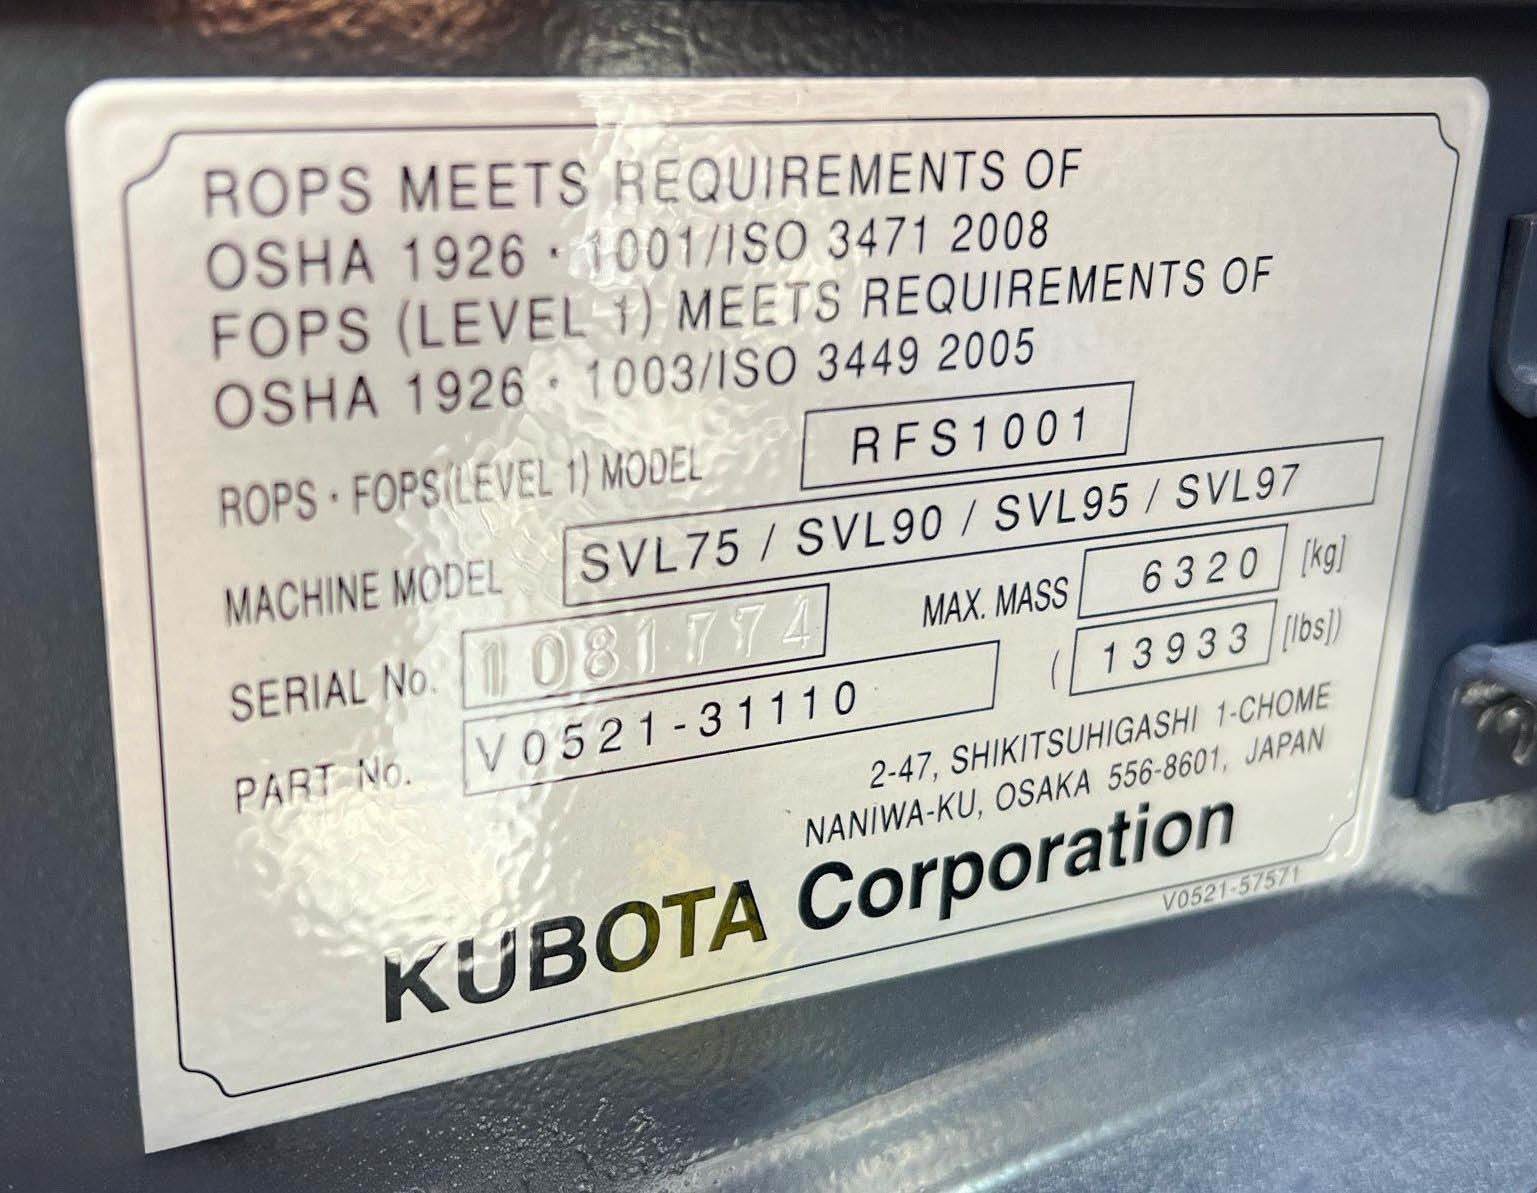 ROPS MEETS REQUIREMENTS OF
OSHA 1926 · 1001/ISO 3471 2008
FOPS (LEVEL 1) MEETS REQUIREMENTS OF
OSHA 1926 · 1003/ISO 3449 2005
ROPS · FOPS(LEVEL 1) MODEL RFS1001
MACHINE MODEL SVL75 / SVL90 / SVL95 / SVL97
SERIAL No. 1081774 MAX. MASS 6320 [kg]
PART No. V0521-31110 (13933 [lbs])
2-47, SHIKITSUHIGASHI 1-CHOME
NANIWA-KU, OSAKA 556-8601, JAPAN
KUBOTA Corporation
V0521-57571